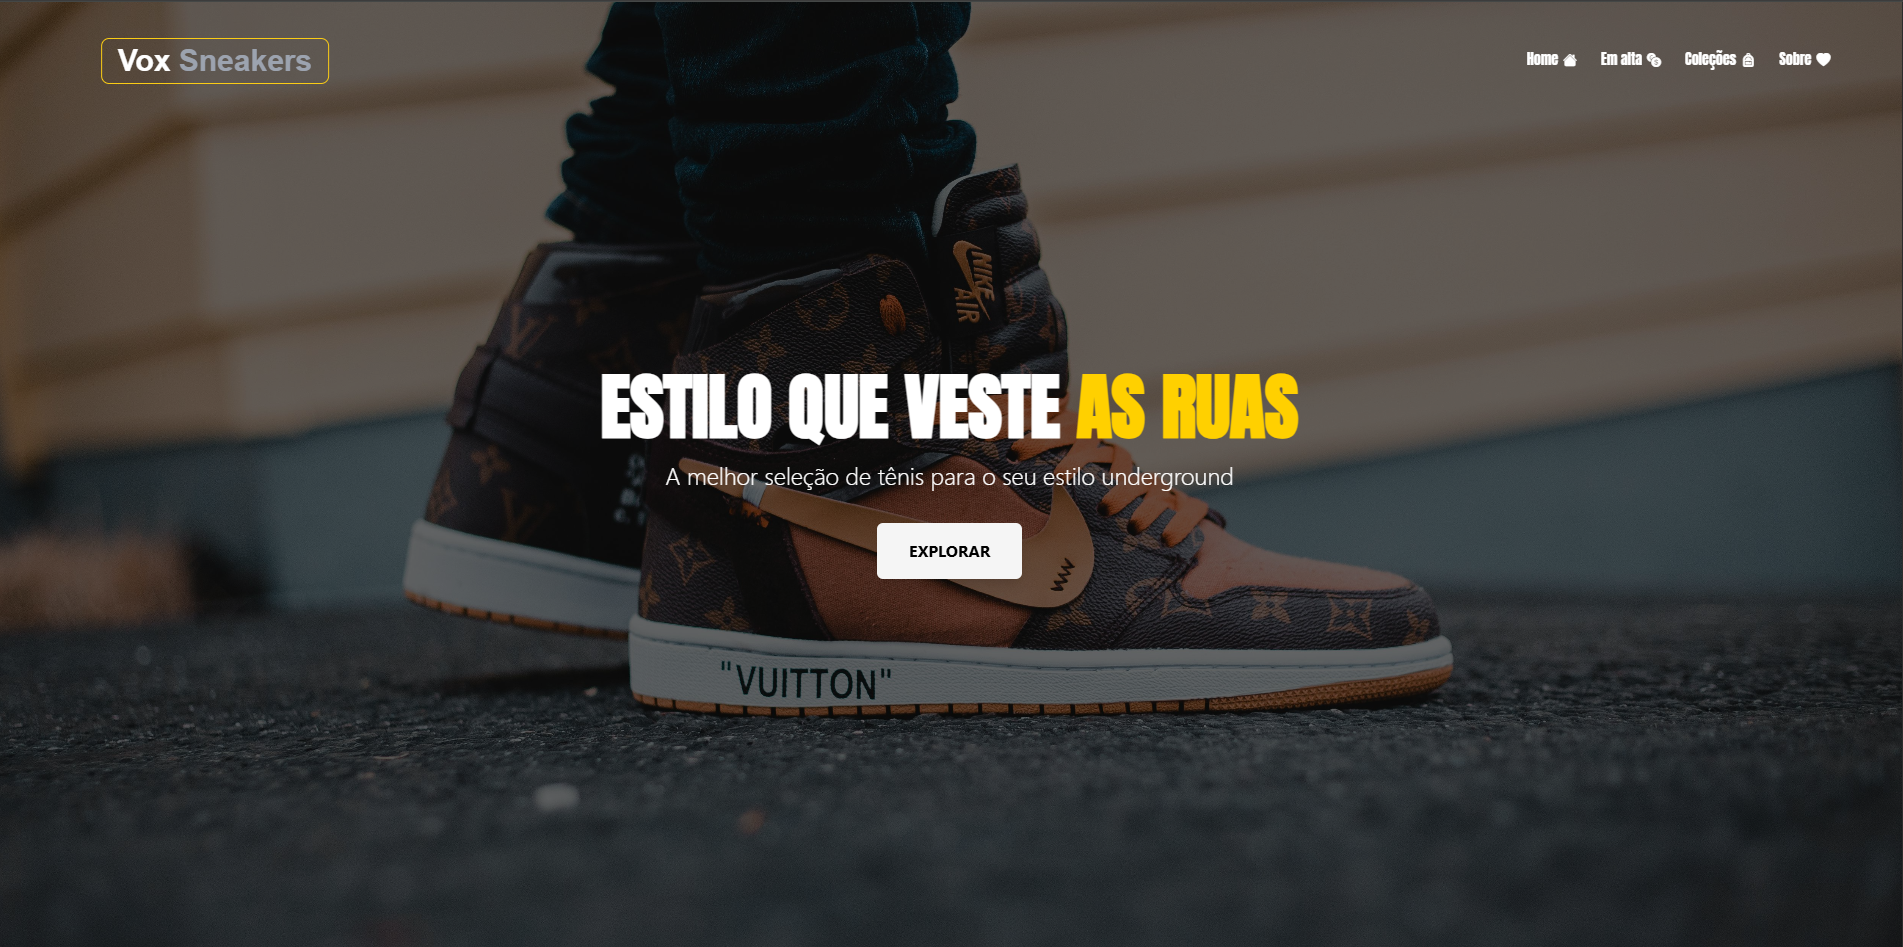 Vox Sneakers
Home
Em alta
Coleções
Sobre
NIKE
AIR
ESTILO QUE VESTE AS RUAS
A melhor seleção de tênis para o seu estilo underground
EXPLORAR
"VUITTON"